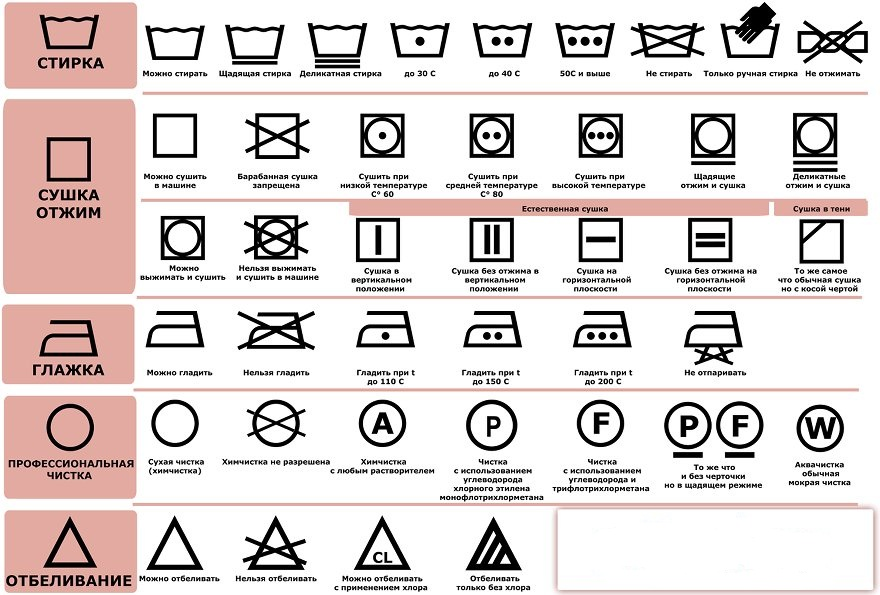 СТИРКА
Можно стирать
Щадящая стирка
Деликатная стирка
до 30 С
до 40 С
50С и выше
Не стирать
Только ручная стирка
Не отжимать
СУШКА
ОТЖИМ
Можно сушить
в машине
Барабанная сушка
запрещена
Сушить при
низкой температуре
С° 60
Сушить при
средней температуре
С° 80
Сушить при
высокой температуре
Щадящие
отжим и сушка
Деликатные
отжим и сушка
Естественная сушка
Сушка в тени
Можно
выжимать и сушить
Нельзя выжимать
и сушить в машине
Сушка в
вертикальном
положении
Сушка без отжима в
вертикальном
положении
Сушка на
горизонтальной
плоскости
Сушка без отжима на
горизонтальной
плоскости
То же самое
что обычная сушка
но с косой чертой
ГЛАЖКА
Можно гладить
Нельзя гладить
Гладить при t
до 110 С
Гладить при t
до 150 С
Гладить при t
до 200 С
Не отпаривать
ПРОФЕССИОНАЛЬНАЯ
ЧИСТКА
Сухая чистка
(химчистка)
Химчистка не разрешена
A
Химчистка
с любым растворителем
P
Чистка
с использованием
углеводорода
хлорного этилена
монофлотрихлорметана
F
Чистка
с использованием
углеводорода и
трифлотрихлорметана
P F
То же что
и без черточки
но в щадящем режиме
W
Аквачистка
обычная
мокрая чистка
ОТБЕЛИВАНИЕ
Можно отбеливать
Нельзя отбеливать
CL
Можно отбеливать
с применением хлора
Отбеливать
только без хлора